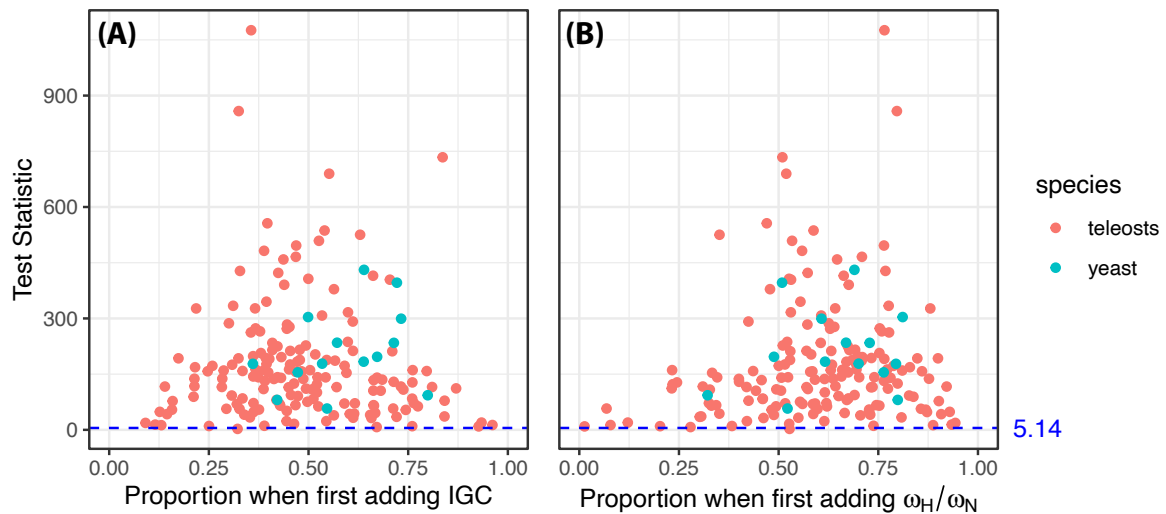 (A)
(B)
Test Statistic
900
600
300
0
0.00 0.25 0.50 0.75 1.00
0.00 0.25 0.50 0.75 1.00
Proportion when first adding IGC
Proportion when first adding ωH/ωN
species
teleosts
yeast
5.14